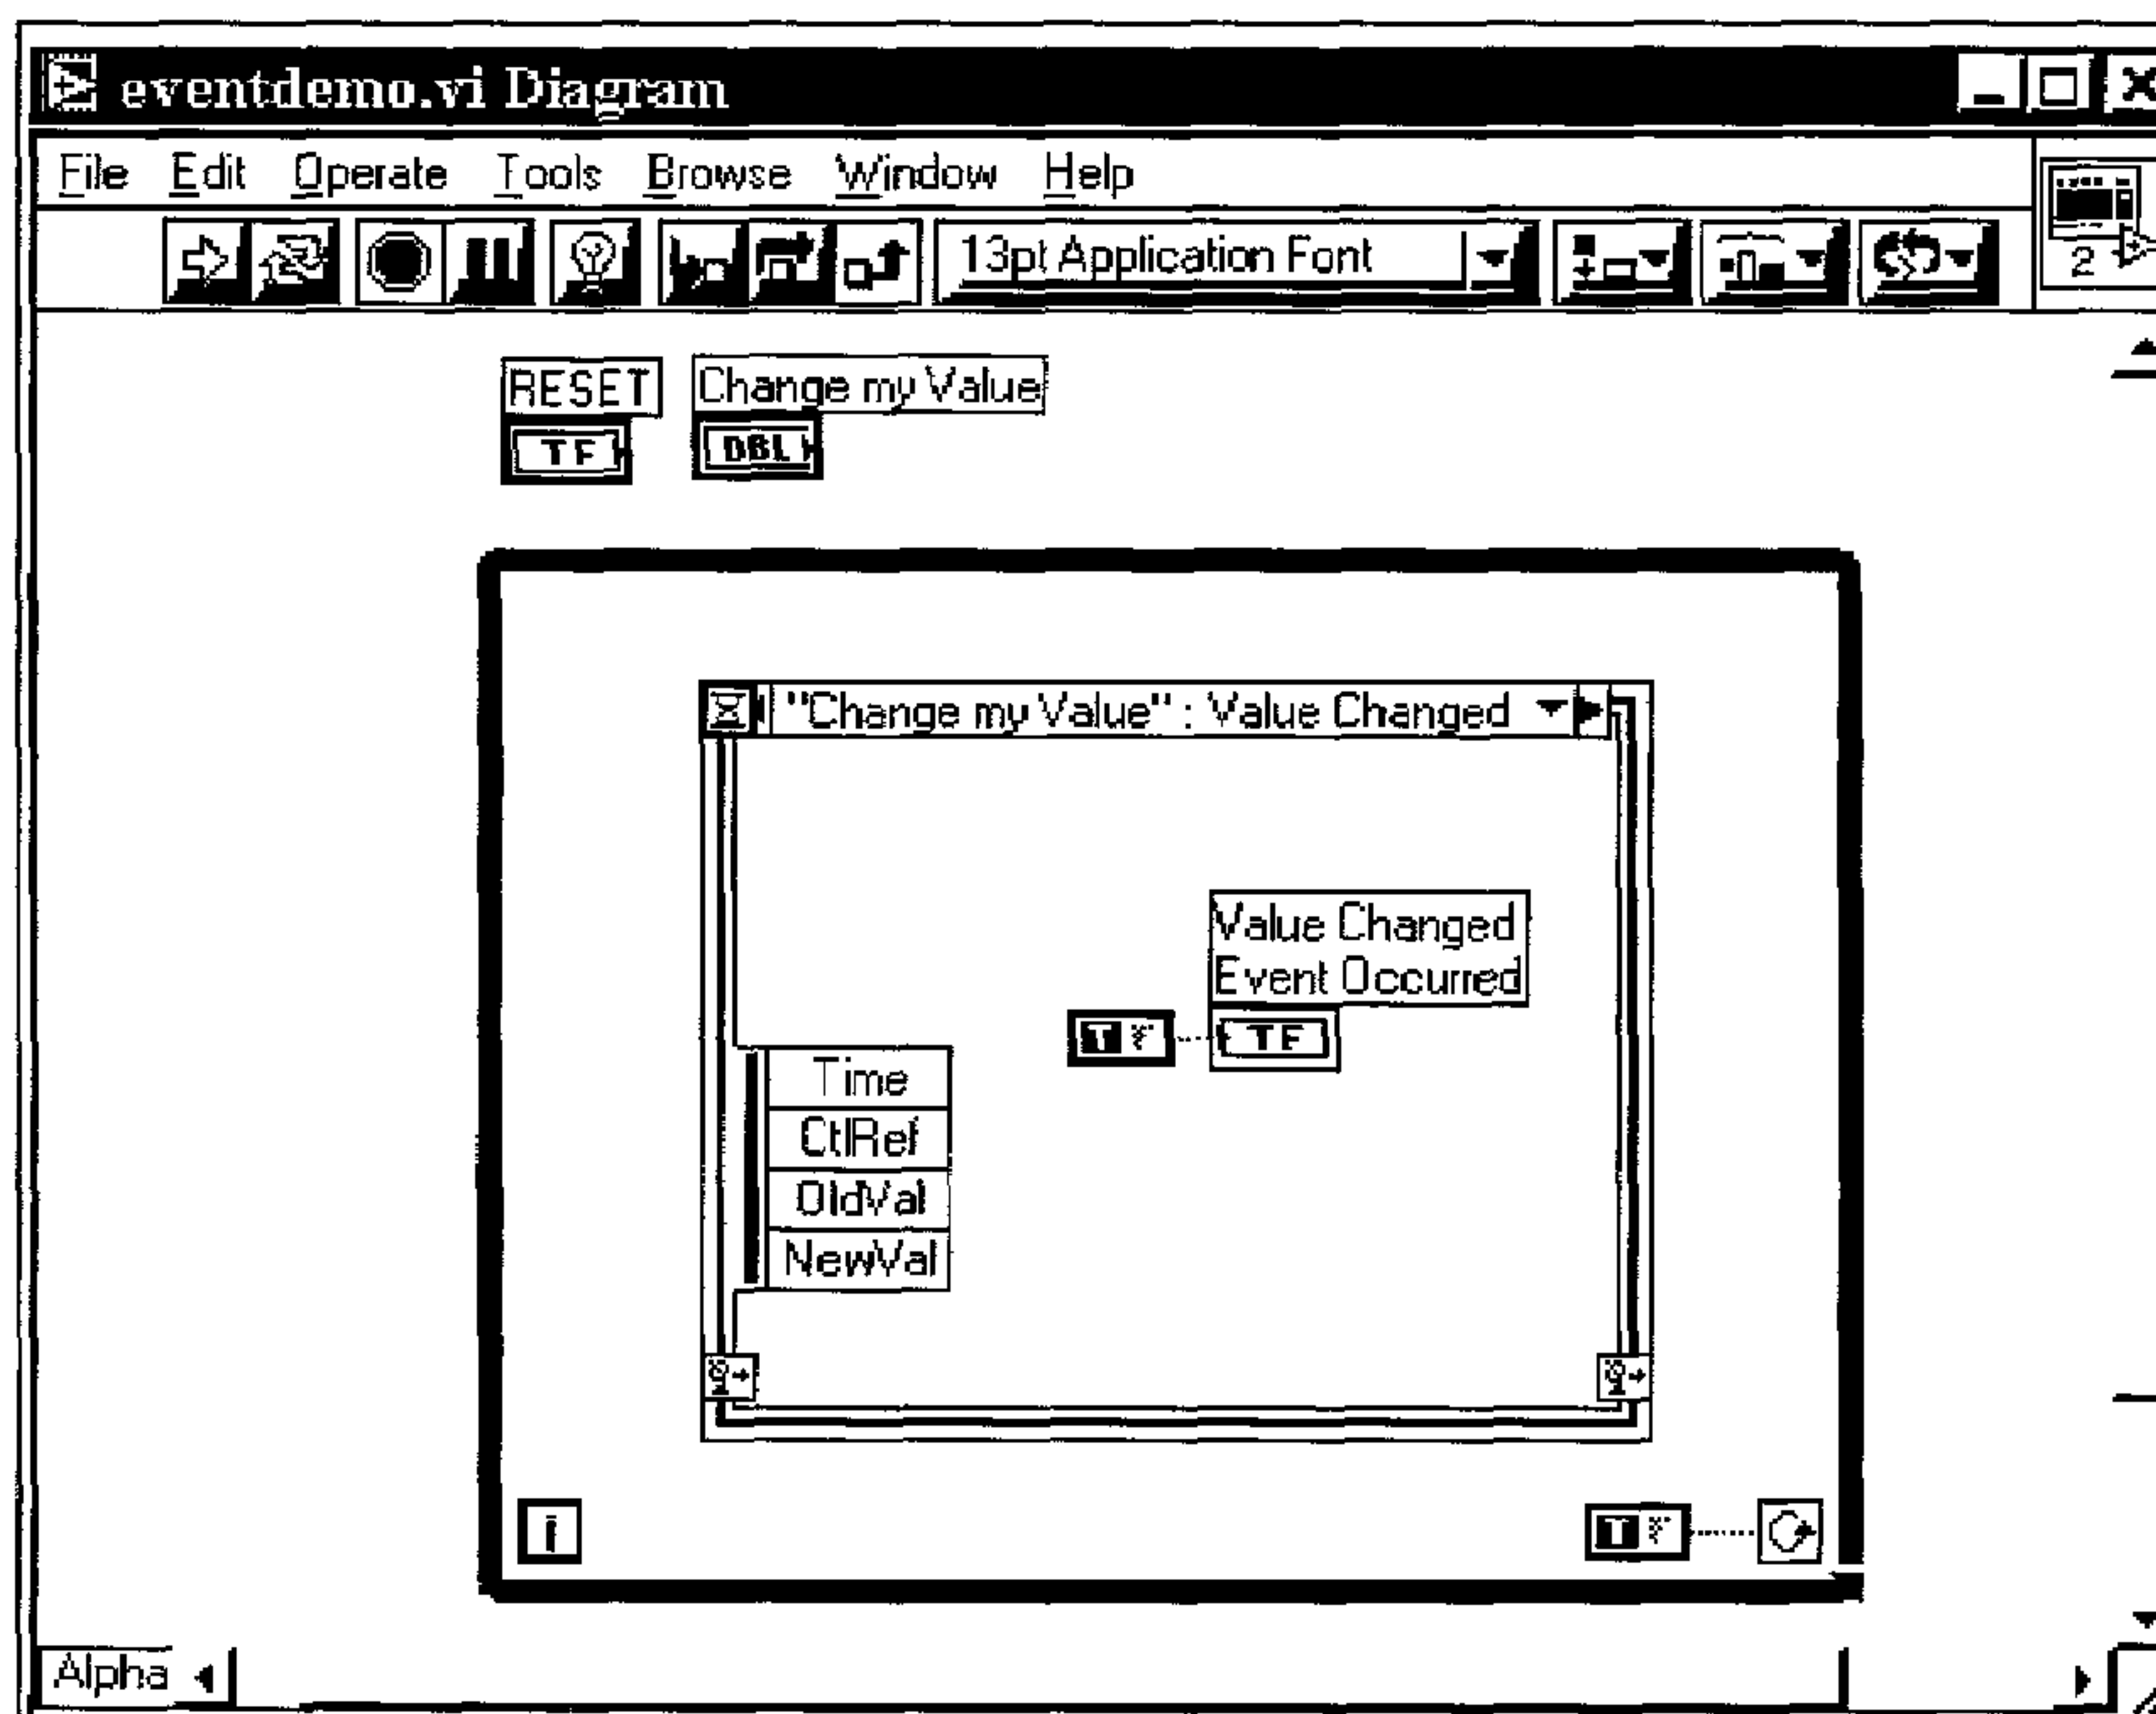 eventdemo.vi Diagram
File Edit Operate Tools Browse Window Help
13pt Application Font
2
RESET
Change my Value
TF
DBL
"Change my Value" : Value Changed
Value Changed
Event Occurred
T F
TF
Time
CtlRef
OldVal
NewVal
i
T F
Alpha